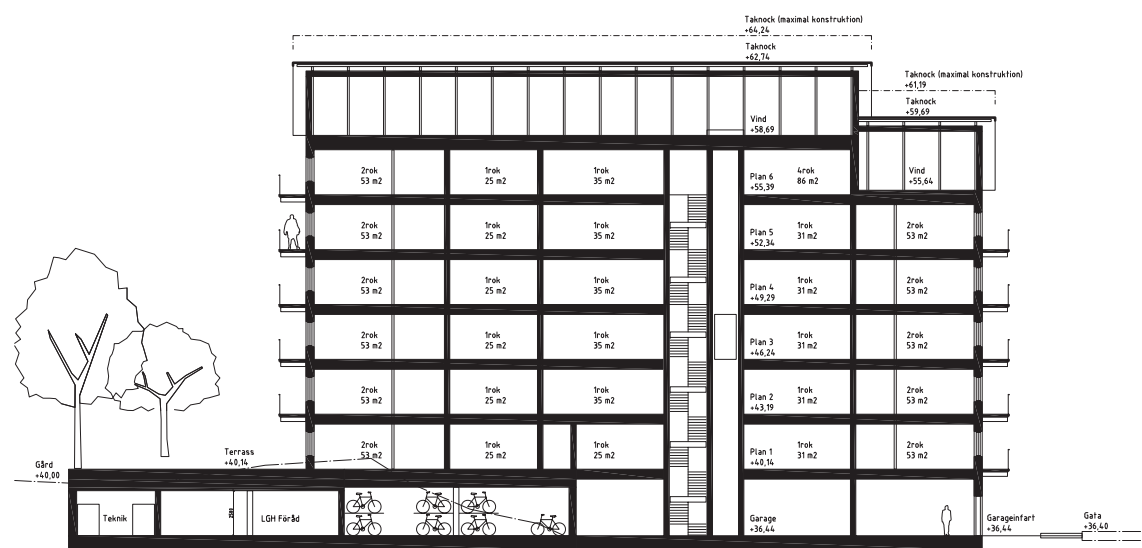 Taknock (maximal konstruktion)
+64,24
Taknock
+62,74
Taknock (maximal konstruktion)
+61,19
Taknock
+59,69
Vind
+58,69
Vind
+55,64
2rok
53 m2
1rok
25 m2
1rok
35 m2
Plan 6
+55,39
4rok
86 m2
2rok
53 m2
1rok
25 m2
1rok
35 m2
Plan 5
+52,34
1rok
31 m2
2rok
53 m2
2rok
53 m2
1rok
25 m2
1rok
35 m2
Plan 4
+49,29
1rok
31 m2
2rok
53 m2
2rok
53 m2
1rok
25 m2
1rok
35 m2
Plan 3
+46,24
1rok
31 m2
2rok
53 m2
2rok
53 m2
1rok
25 m2
1rok
35 m2
Plan 2
+43,19
1rok
31 m2
2rok
53 m2
2rok
53 m2
1rok
25 m2
1rok
25 m2
Plan 1
+40,14
1rok
31 m2
2rok
53 m2
Terrass
+40,14
Gård
+40,00
Teknik
2580
LGH Föråd
Garage
+36,44
Garageinfart
+36,44
Gata
+36,40